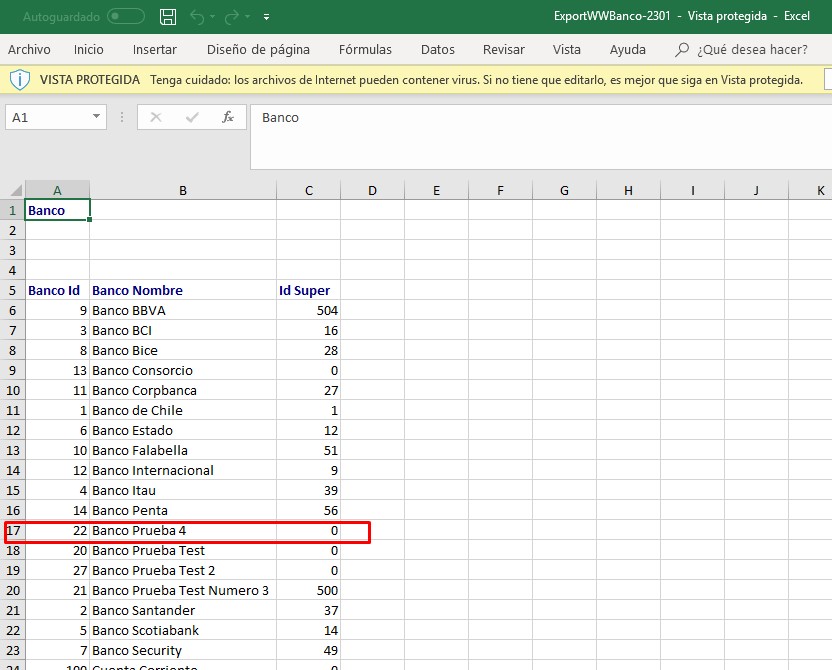 Autoguardado ExportWWBanco-2301 - Vista protegida - Excel
Archivo Inicio Insertar Diseño de página Fórmulas Datos Revisar Vista Ayuda ¿Qué desea hacer?
VISTA PROTEGIDA Tenga cuidado: los archivos de Internet pueden contener virus. Si no tiene que editarlo, es mejor que siga en Vista protegida.
A1 fx Banco
A B C D E F G H I J K
1 Banco
2
3
4
5 Banco Id Banco Nombre Id Super
6 9 Banco BBVA 504
7 3 Banco BCI 16
8 8 Banco Bice 28
9 13 Banco Consorcio 0
10 11 Banco Corpbanca 27
11 1 Banco de Chile 1
12 6 Banco Estado 12
13 10 Banco Falabella 51
14 12 Banco Internacional 9
15 4 Banco Itau 39
16 14 Banco Penta 56
17 22 Banco Prueba 4 0
18 20 Banco Prueba Test 0
19 27 Banco Prueba Test 2 0
20 21 Banco Prueba Test Numero 3 500
21 2 Banco Santander 37
22 5 Banco Scotiabank 14
23 7 Banco Security 49
24 100 Cuenta Corriente 0